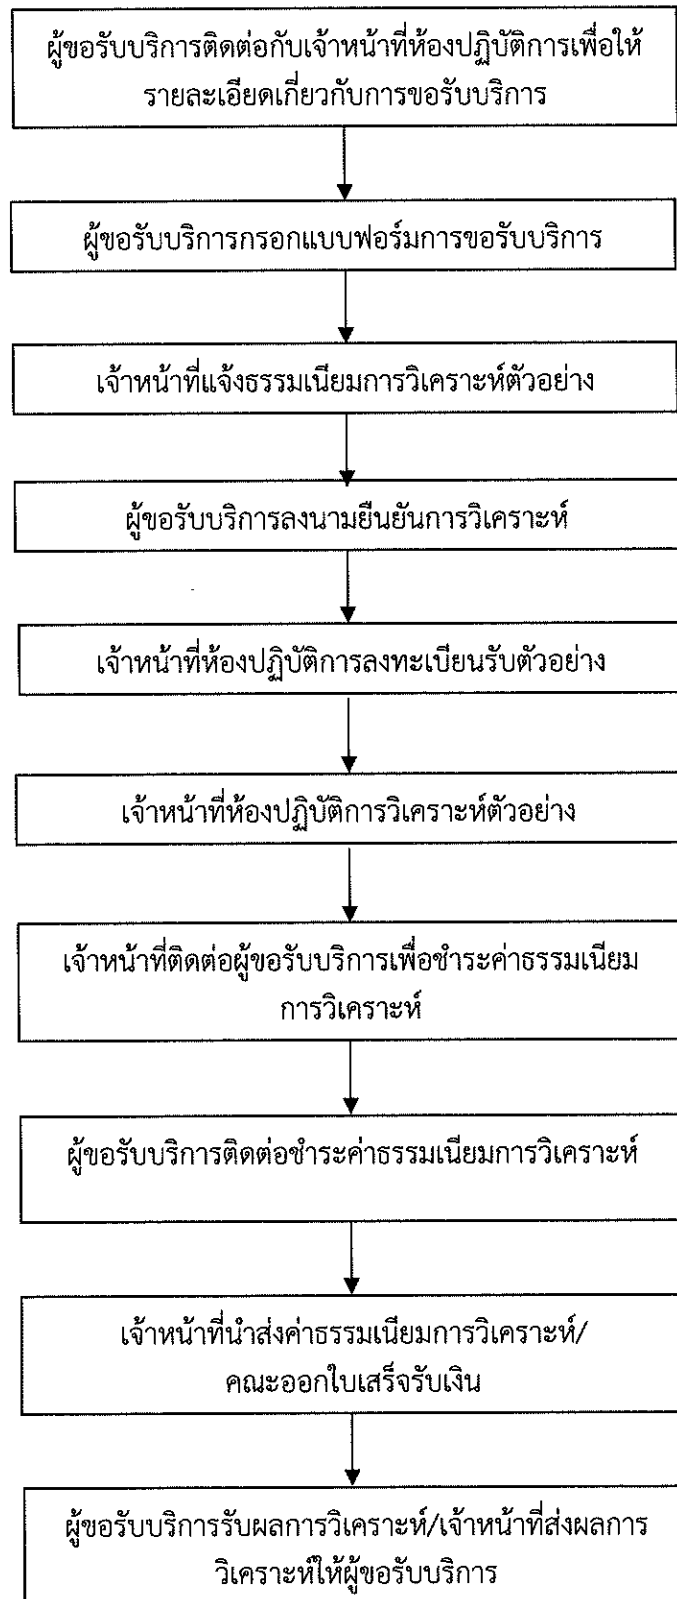 ผู้ขอรับบริการติดต่อกับเจ้าหน้าที่ห้องปฏิบัติการเพื่อให้
รายละเอียดเกี่ยวกับการขอรับบริการ
ผู้ขอรับบริการกรอกแบบฟอร์มการขอรับบริการ
เจ้าหน้าที่แจ้งธรรมเนียมการวิเคราะห์ตัวอย่าง
ผู้ขอรับบริการลงนามยืนยันการวิเคราะห์
เจ้าหน้าที่ห้องปฏิบัติการลงทะเบียนรับตัวอย่าง
เจ้าหน้าที่ห้องปฏิบัติการวิเคราะห์ตัวอย่าง
เจ้าหน้าที่ติดต่อผู้ขอรับบริการเพื่อชำระค่าธรรมเนียม
การวิเคราะห์
ผู้ขอรับบริการติดต่อชำระค่าธรรมเนียมการวิเคราะห์
เจ้าหน้าที่นำส่งค่าธรรมเนียมการวิเคราะห์/
คณะออกใบเสร็จรับเงิน
ผู้ขอรับบริการรับผลการวิเคราะห์/เจ้าหน้าที่ส่งผลการ
วิเคราะห์ให้ผู้ขอรับบริการ